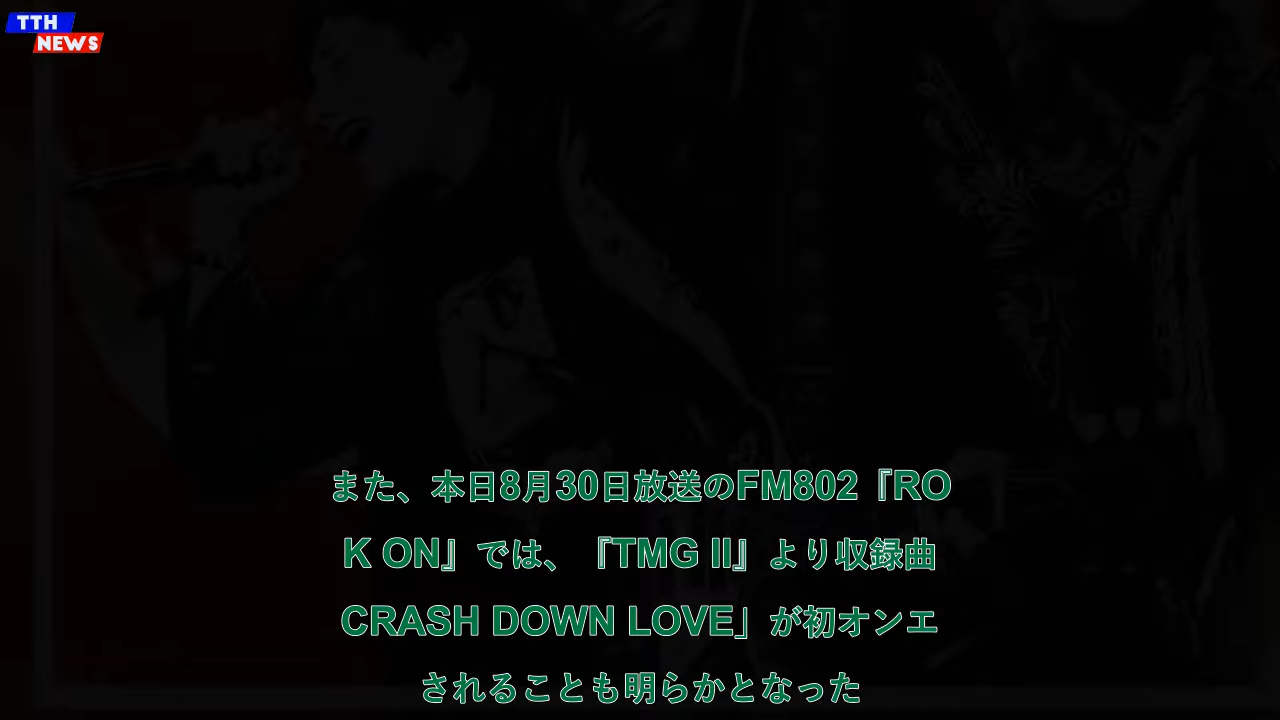 TTH
NEWS
また、本日8月30日放送のFM802『RO
K ON』では、『TMG II』より収録曲
CRASH DOWN LOVE」が初オンエ
されることも明らかとなった